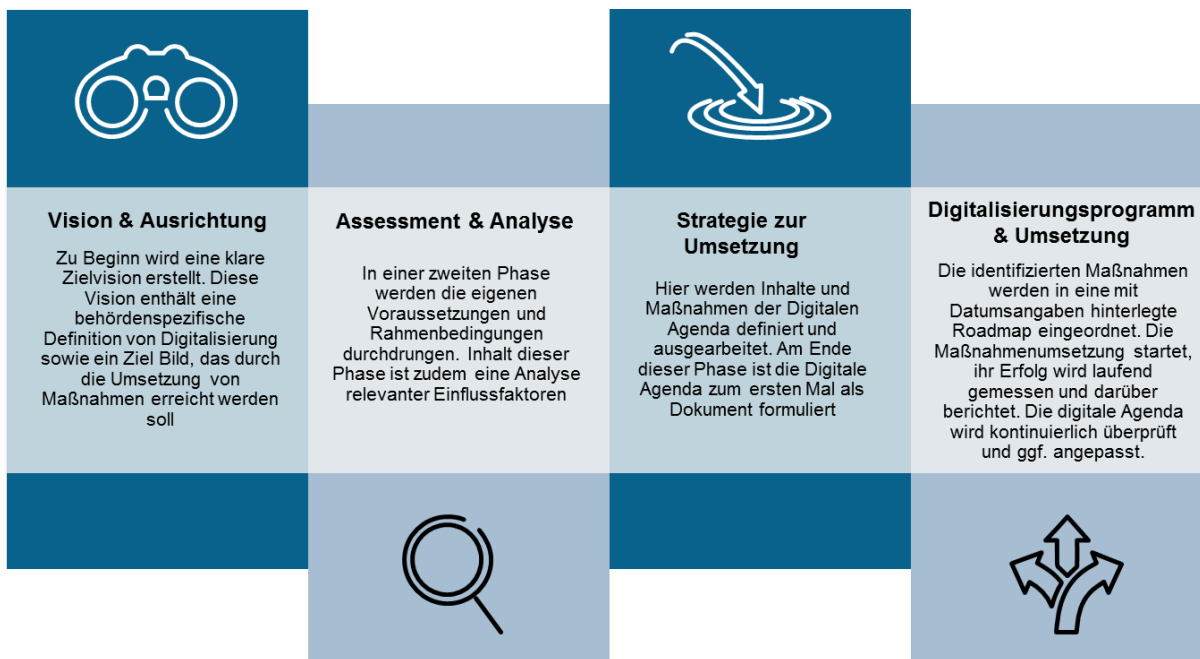 Vision & Ausrichtung
Zu Beginn wird eine klare
Zielvision erstellt. Diese
Vision enthält eine
behördenspezifische
Definition von Digitalisierung
sowie ein Ziel Bild, das durch
die Umsetzung von
Maßnahmen erreicht werden
soll
Assessment & Analyse
In einer zweiten Phase
werden die eigenen
Voraussetzungen und
Rahmenbedingungen
durchdrungen. Inhalt dieser
Phase ist zudem eine Analyse
relevanter Einflussfaktoren
Strategie zur
Umsetzung
Hier werden Inhalte und
Maßnahmen der Digitalen
Agenda definiert und
ausgearbeitet. Am Ende
dieser Phase ist die Digitale
Agenda zum ersten Mal als
Dokument formuliert
Digitalisierungsprogramm
& Umsetzung
Die identifizierten Maßnahmen
werden in eine mit
Datumsangaben hinterlegte
Roadmap eingeordnet. Die
Maßnahmenumsetzung startet,
ihr Erfolg wird laufend
gemessen und darüber
berichtet. Die digitale Agenda
wird kontinuierlich überprüft
und ggf. angepasst.